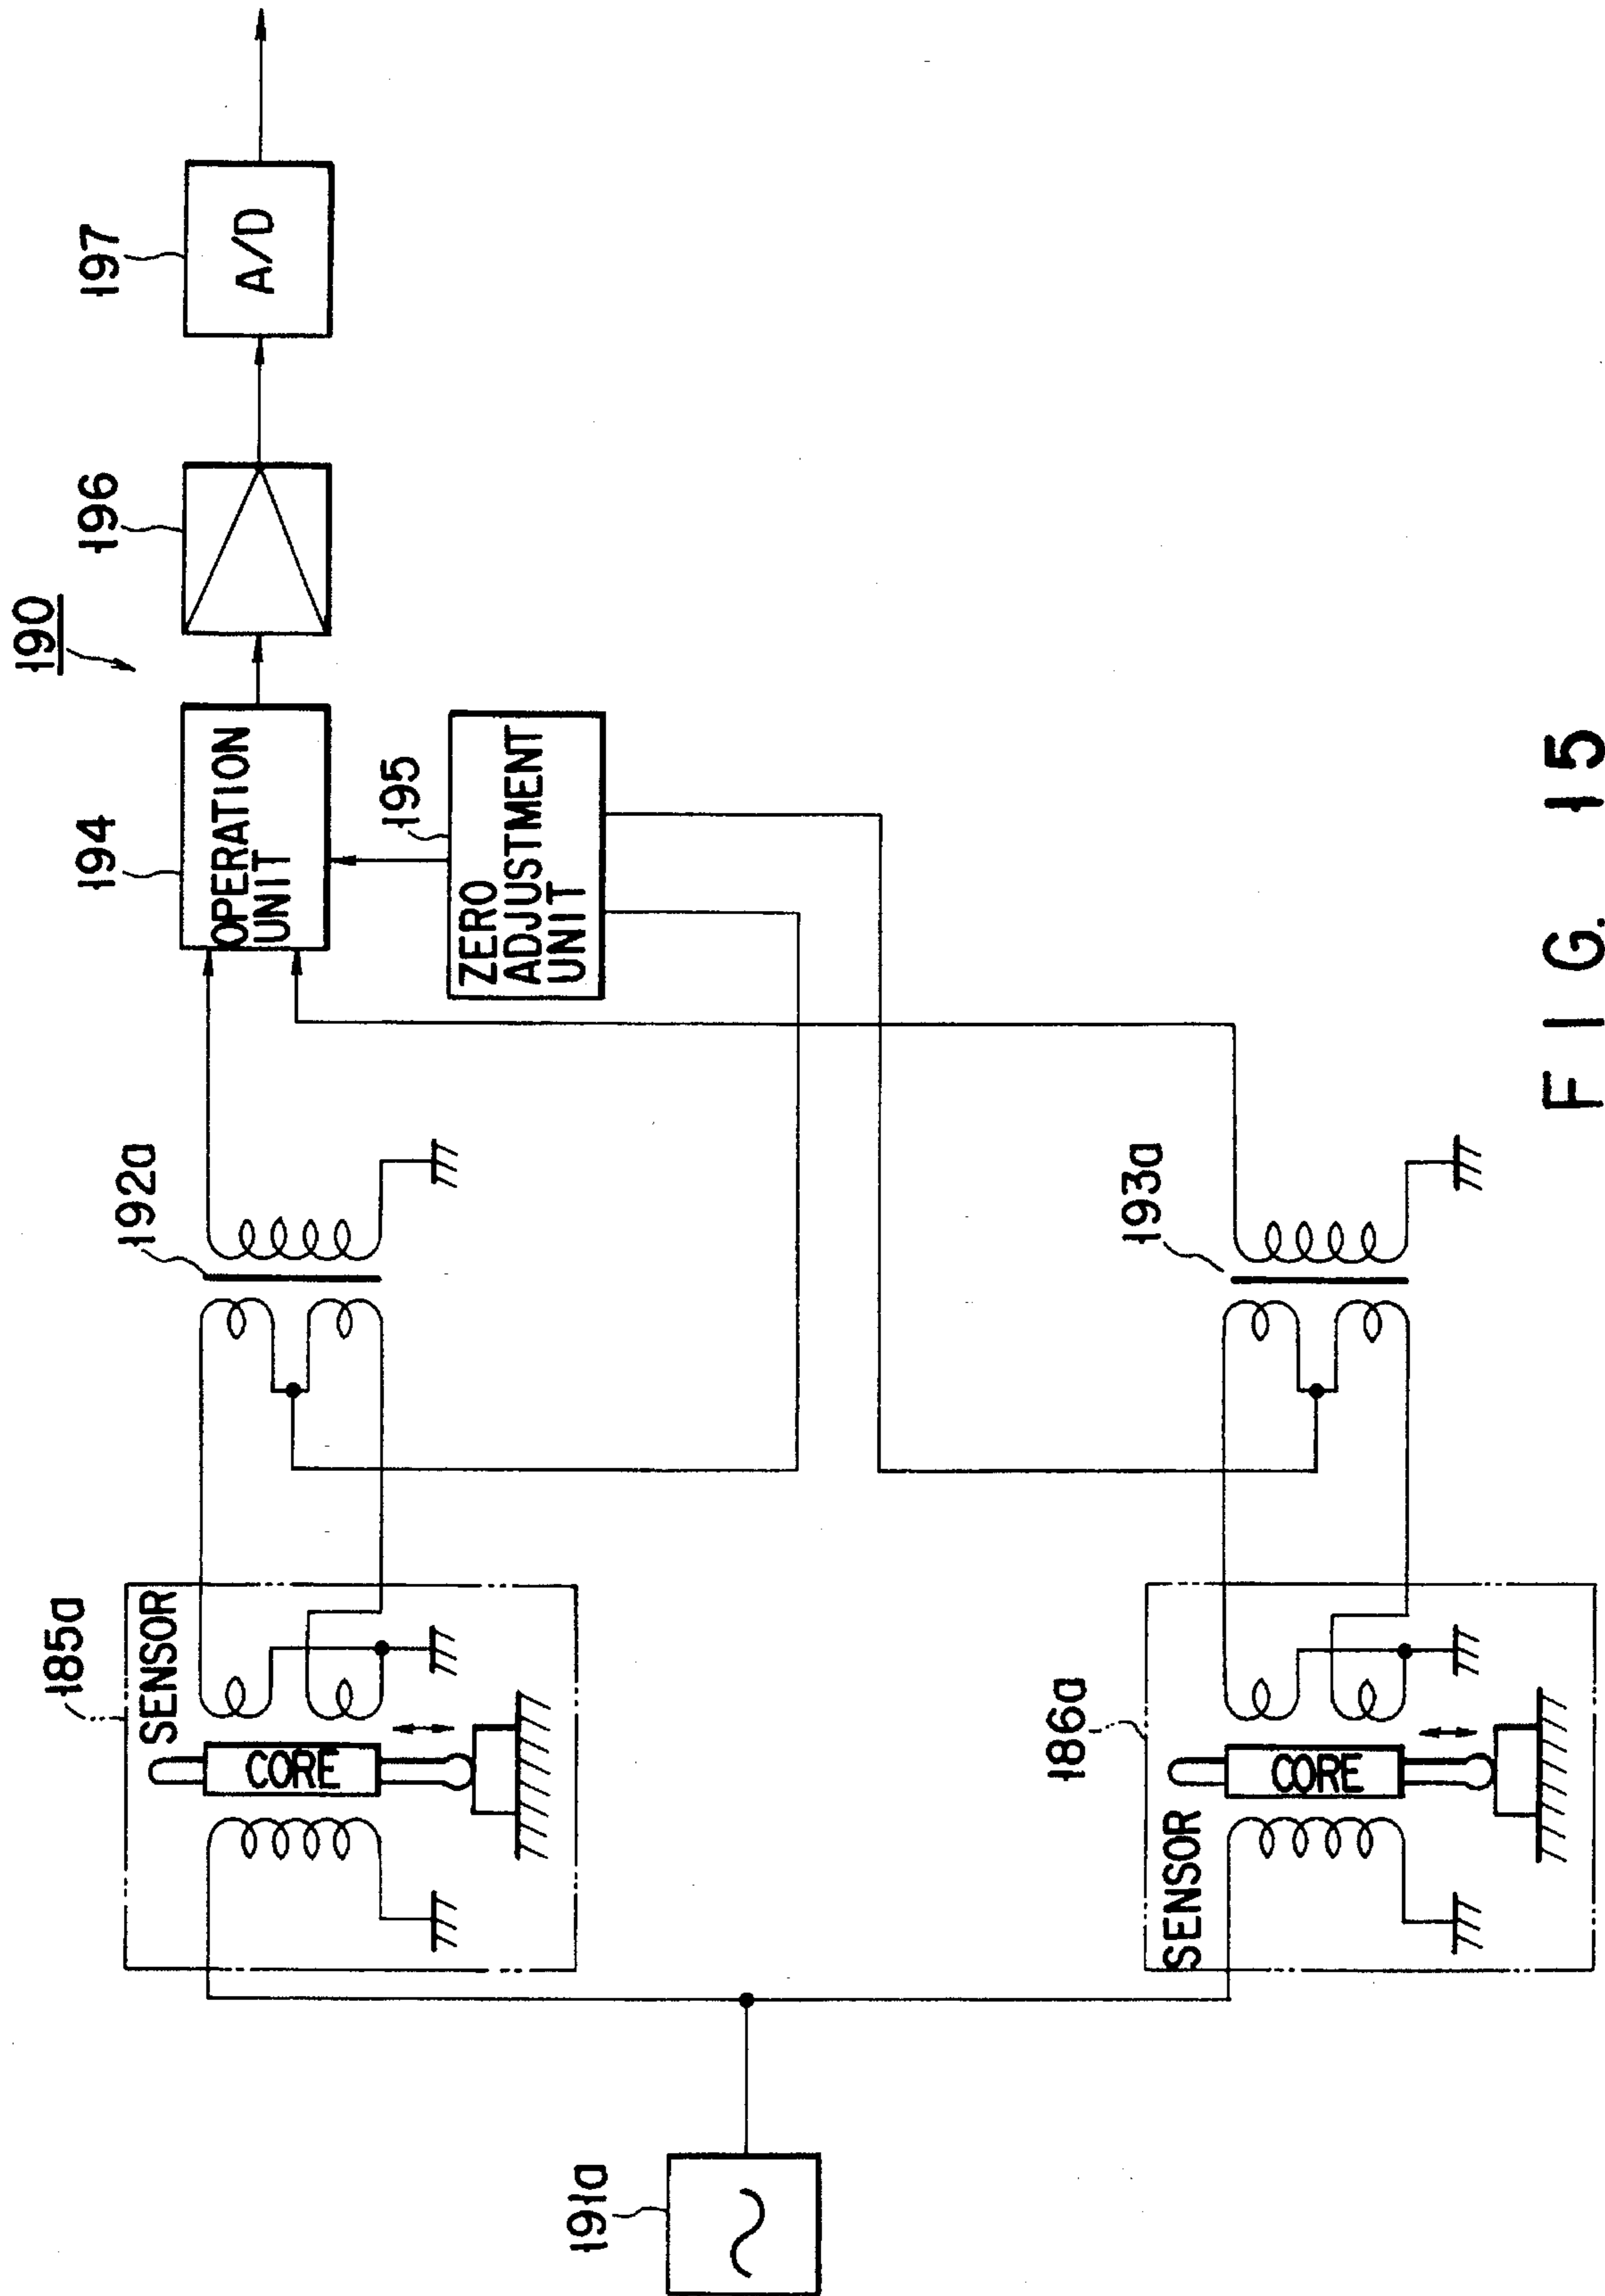 190
194
OPERATION
UNIT
196
197
A/D
195
ZERO
ADJUSTMENT
UNIT
192a
185a
SENSOR
CORE
191a
193a
186a
SENSOR
CORE
FIG. 15